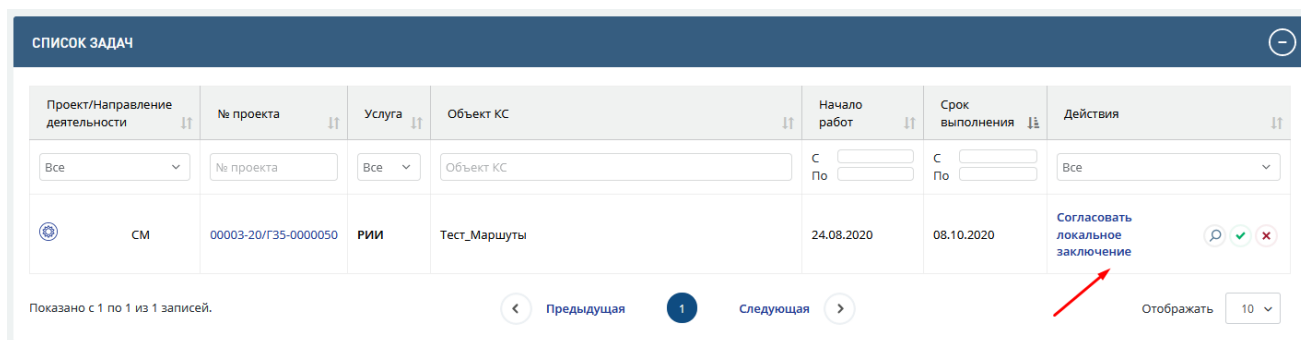 СПИСОК ЗАДАЧ
Проект/Направление деятельности
№ проекта
Услуга
Объект КС
Начало работ
Срок выполнения
Действия
Все
№ проекта
Все
Объект КС
С
По
С
По
Все
СМ
00003-20/Г35-0000050
РИИ
Тест_Маршуты
24.08.2020
08.10.2020
Согласовать
локальное
заключение
Показано с 1 по 1 из 1 записей.
Предыдущая
1
Следующая
Отображать
10